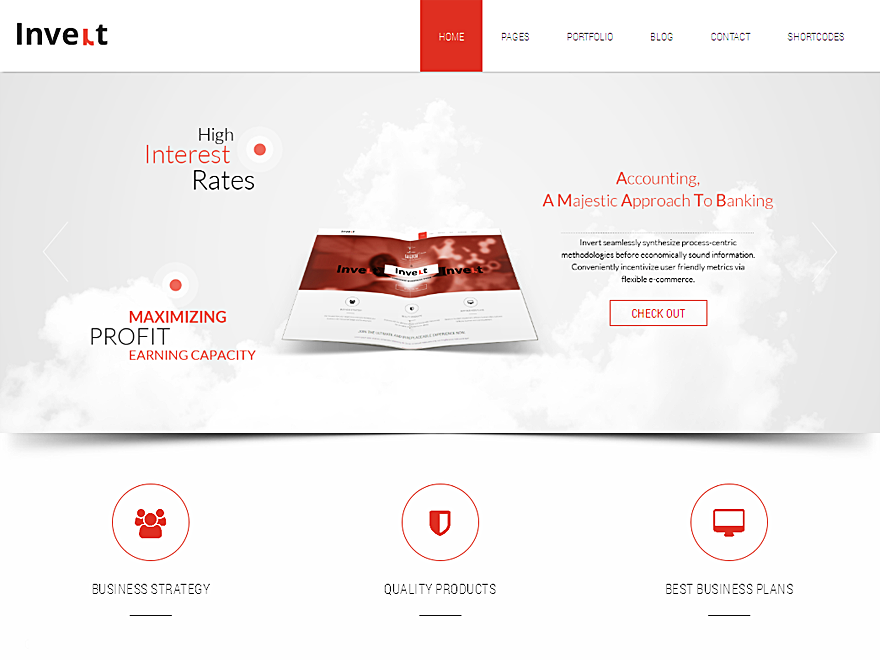 Invert
HOME PAGES PORTFOLIO BLOG CONTACT SHORTCODES
High
Interest
Rates
MAXIMIZING
PROFIT
EARNING CAPACITY
Invert
Accounting,
A Majestic Approach To Banking
Invert seamlessly synthesize process-centric
methodologies before economically sound information.
Conveniently incentivize user friendly metrics via
flexible e-commerce.
CHECK OUT
BUSINESS STRATEGY
QUALITY PRODUCTS
BEST BUSINESS PLANS